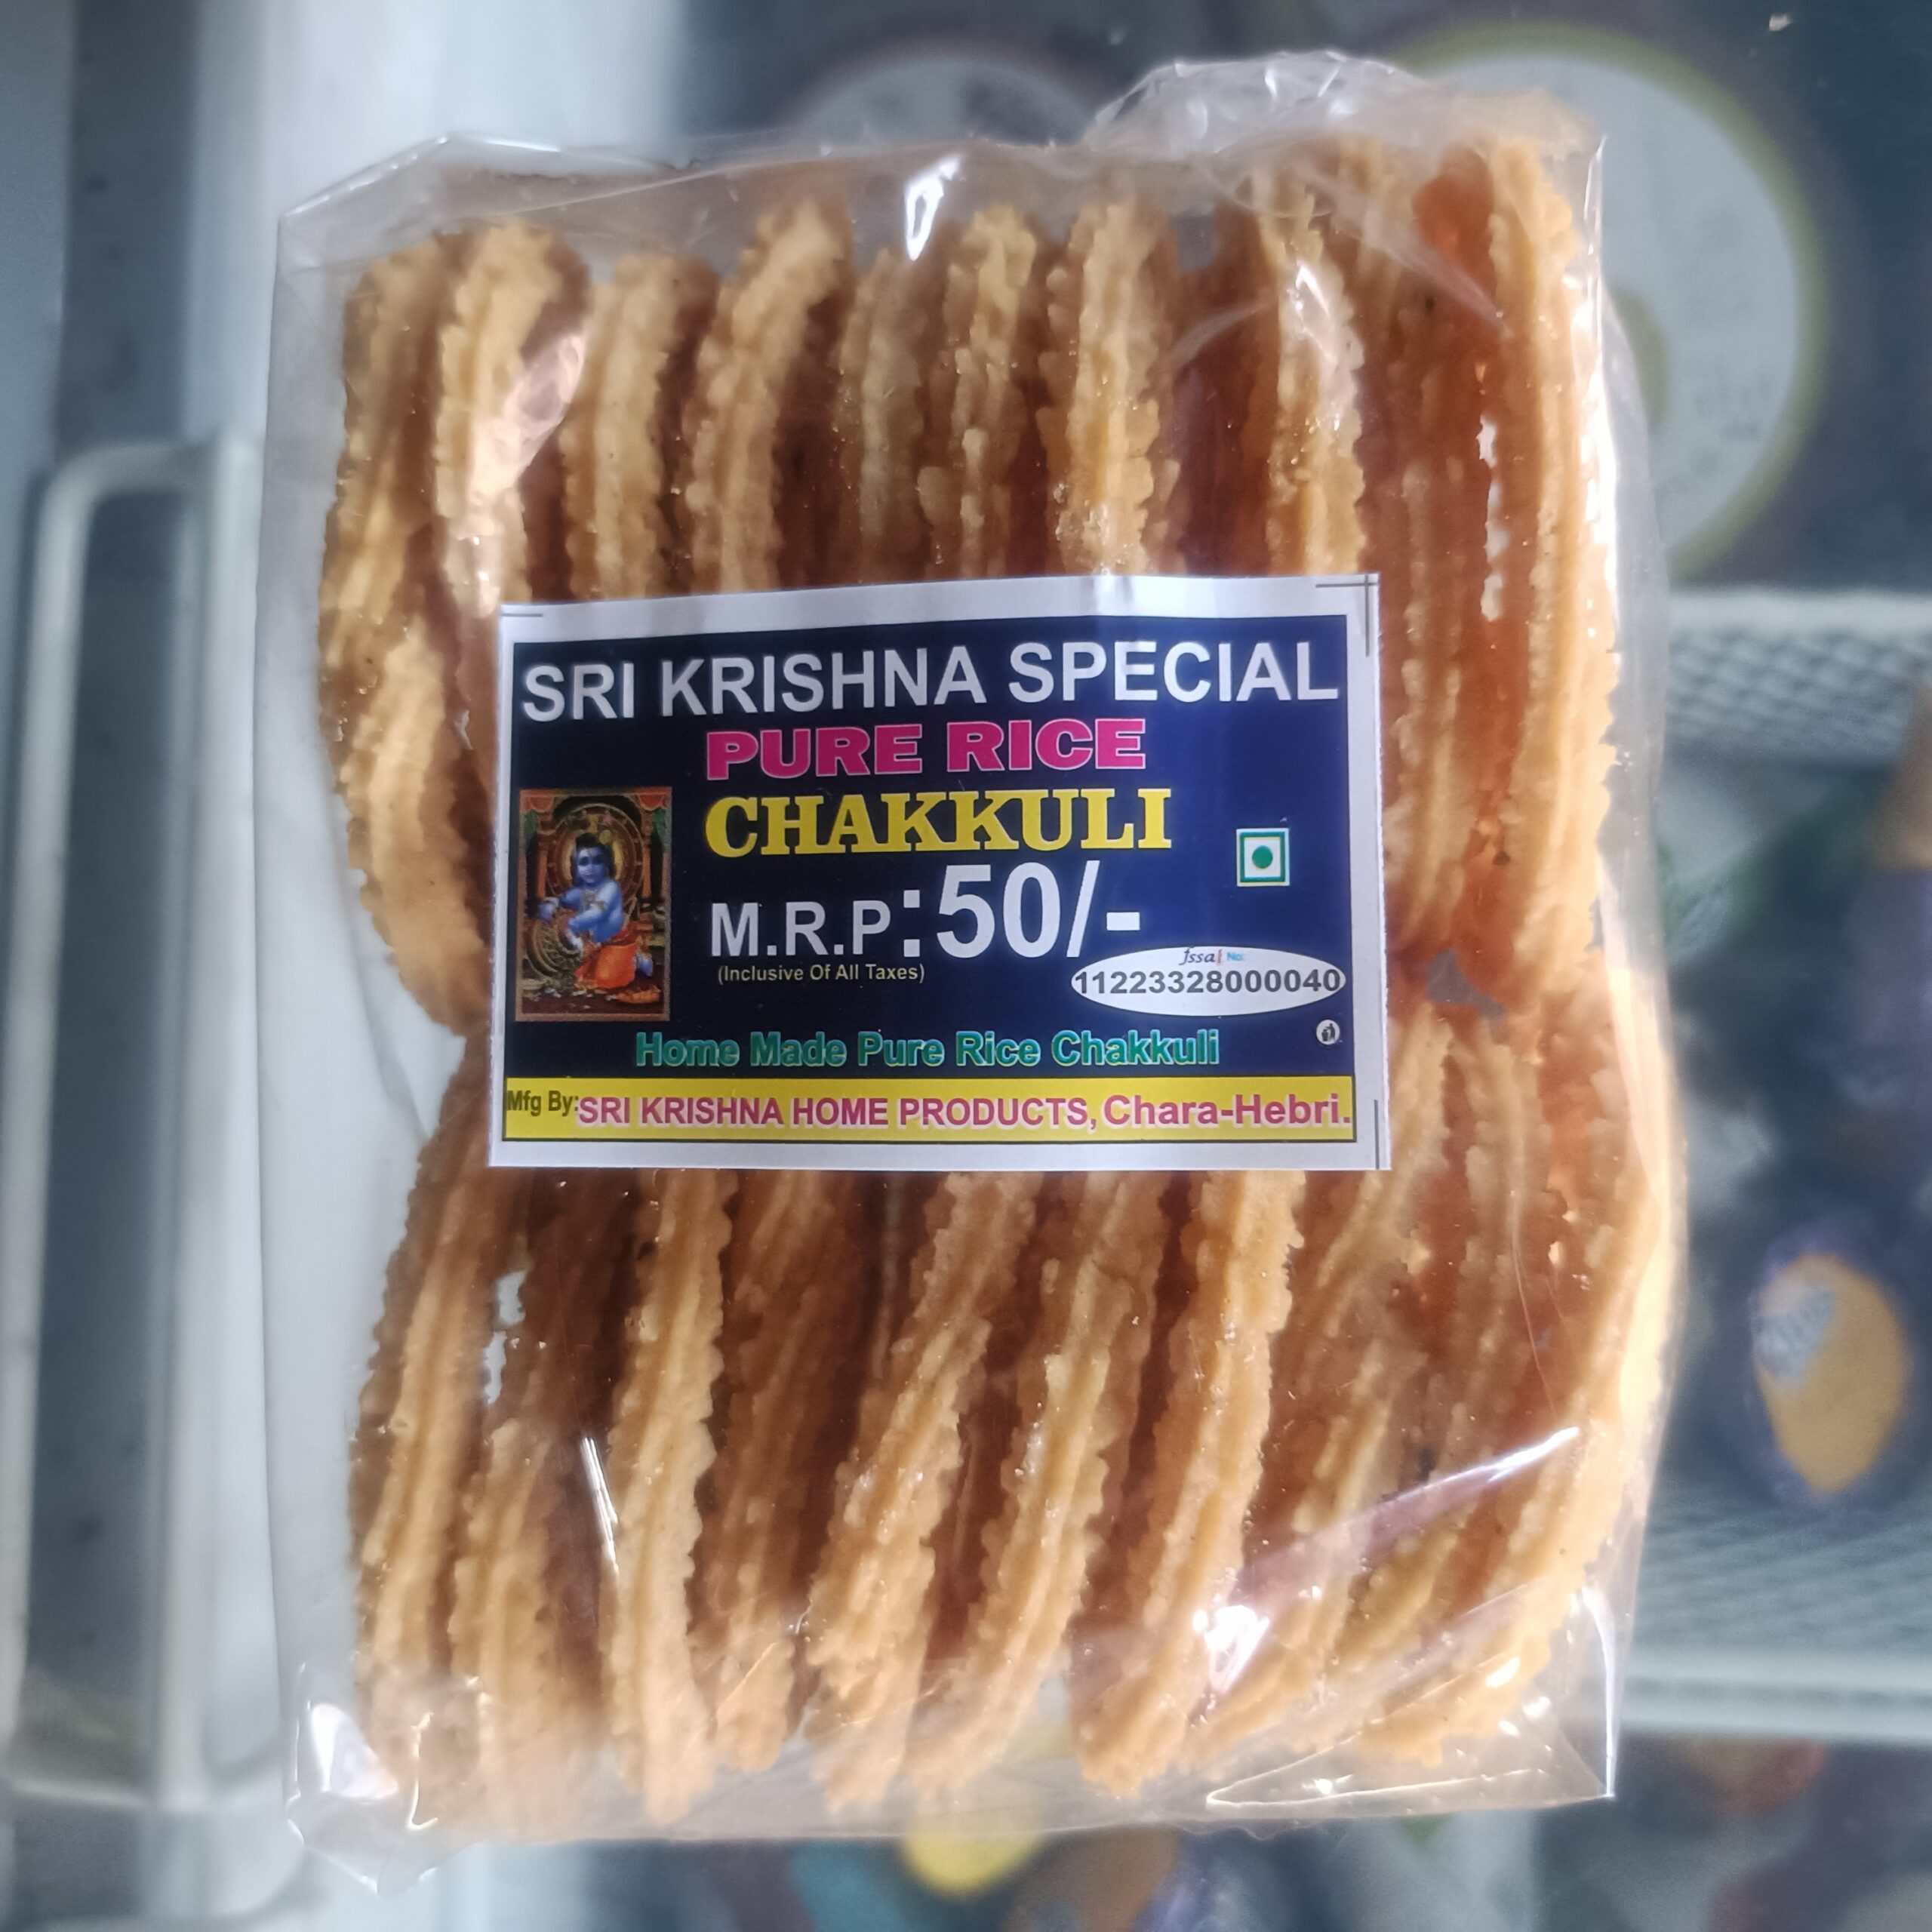 SRI KRISHNA SPECIAL
PURE RICE
CHAKKULI
M.R.P:50/-
(Inclusive Of All Taxes)
fssai No:
11223328000040
Home Made Pure Rice Chakkuli
Mfg By:SRI KRISHNA HOME PRODUCTS, Chara-Hebri.